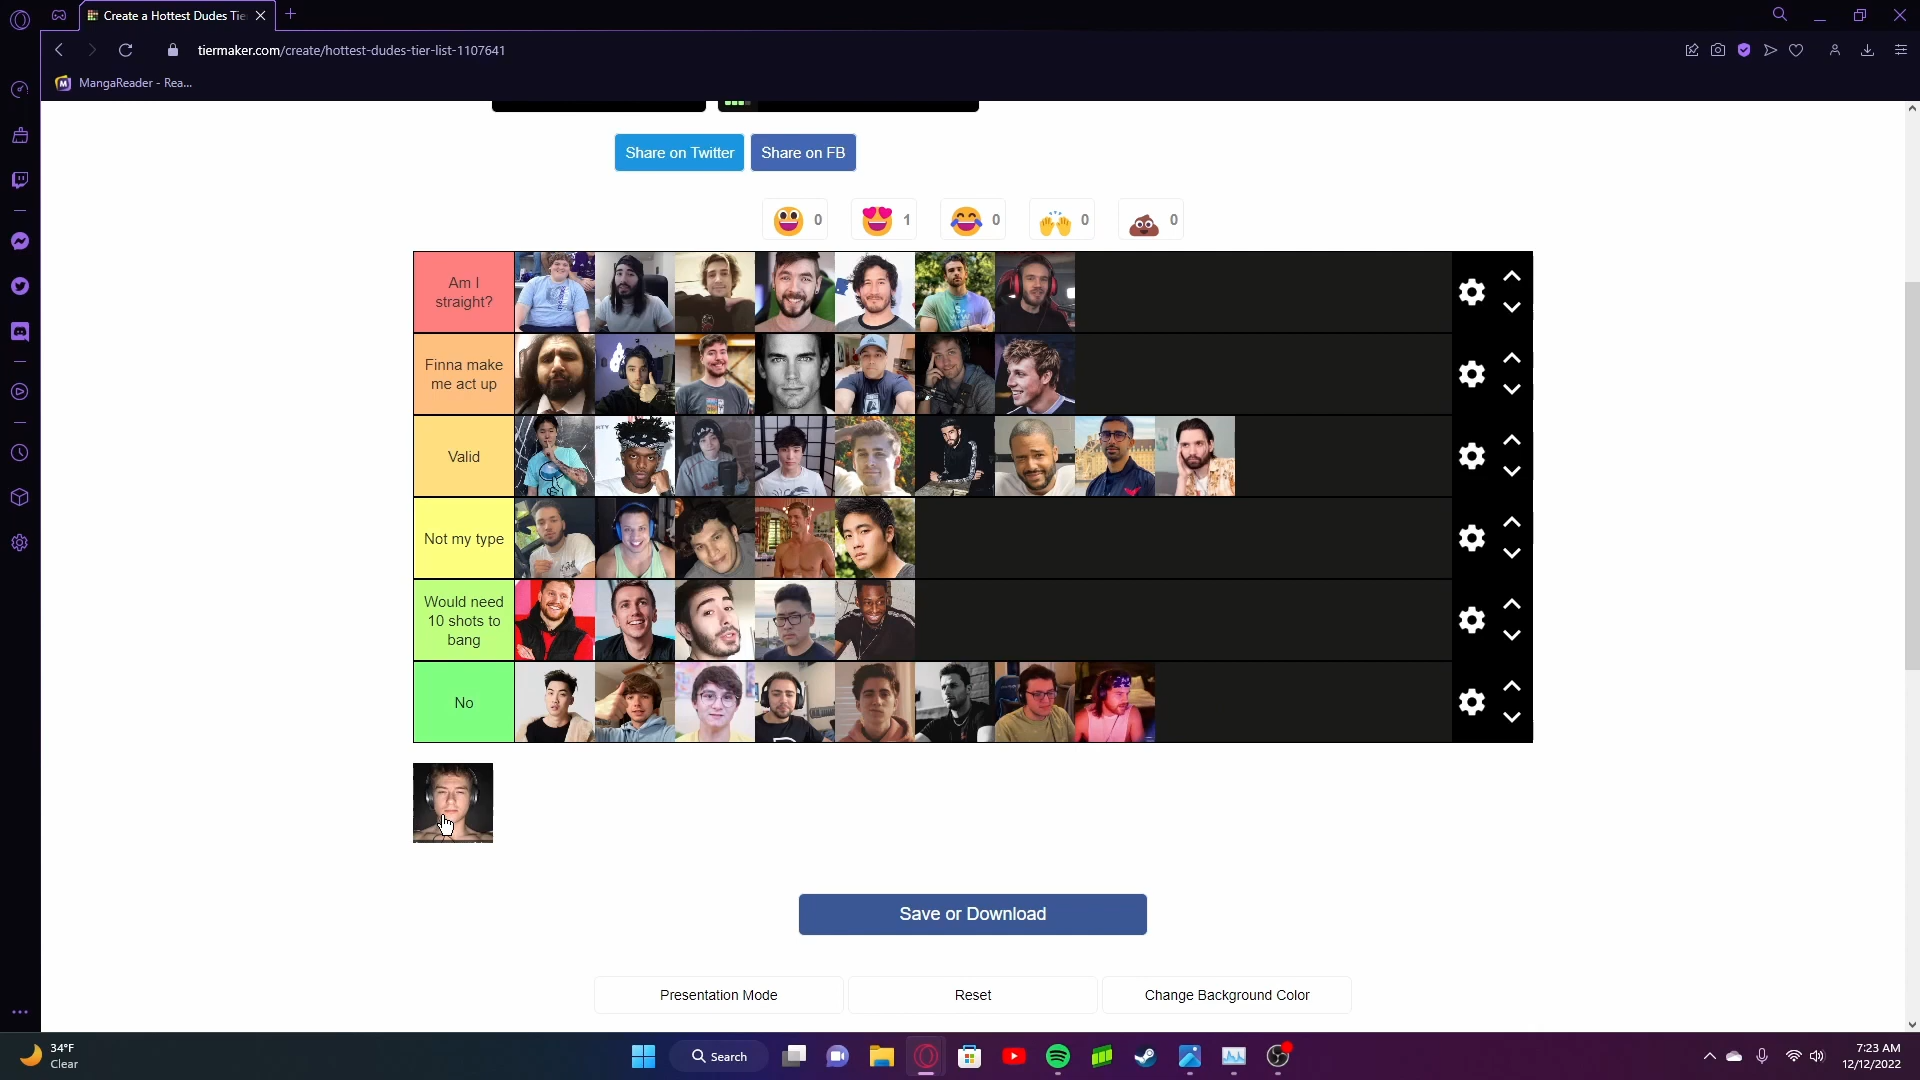 Create a Hottest Dudes Tie
tiermaker.com/create/hottest-dudes-tier-list-1107641
MangaReader - Rea...
Share on Twitter
Share on FB
0
1
0
0
0
Am I
straight?
Finna make
me act up
Valid
Not my type
Would need
10 shots to
bang
No
Save or Download
Presentation Mode
Reset
Change Background Color
34°F
Clear
Search
7:23 AM
12/12/2022